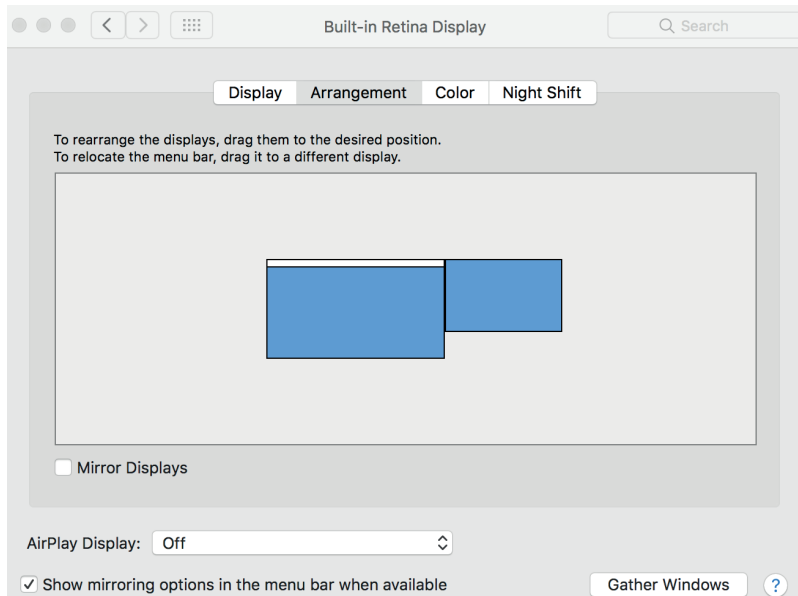 Built-in Retina Display
Search
Display Arrangement Color Night Shift
To rearrange the displays, drag them to the desired position.
To relocate the menu bar, drag it to a different display.
Mirror Displays
AirPlay Display: Off
Show mirroring options in the menu bar when available
Gather Windows ?